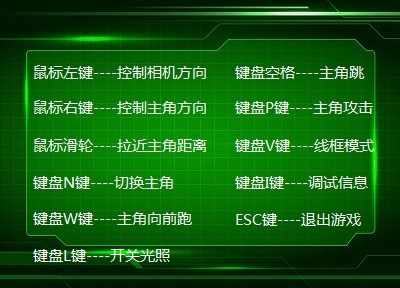 鼠标左键----控制相机方向
键盘空格----主角跳
鼠标右键----控制主角方向
键盘P键----主角攻击
鼠标滑轮----拉近主角距离
键盘V键----线框模式
键盘N键----切换主角
键盘I键----调试信息
键盘W键----主角向前跑
ESC键----退出游戏
键盘L键----开关光照